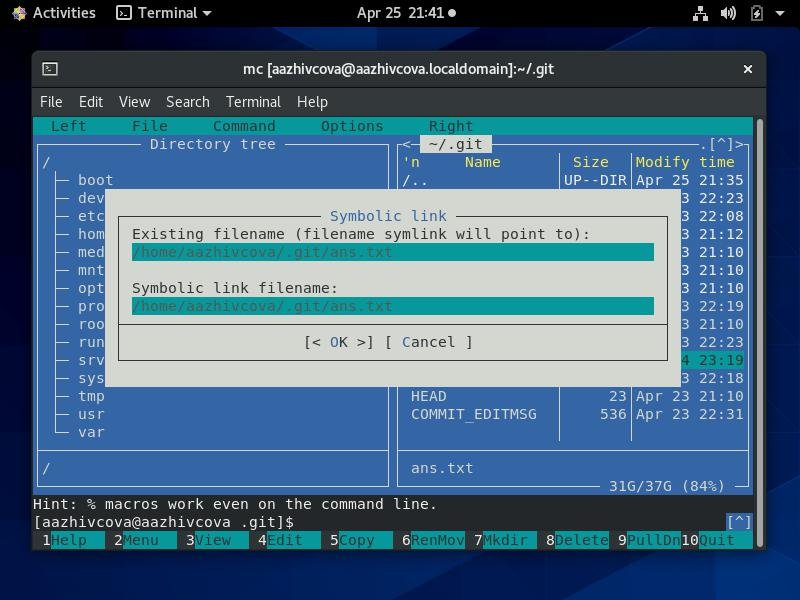 Activities Terminal Apr 25 21:41
mc [aazhivcova@aazhivcova.localdomain]:~/.git
File Edit View Search Terminal Help
Left File Command Options Right
Directory tree
/
boot
dev
etc
hom
med
mnt
opt
pro
roo
run
srv
sys
tmp
usr
var
/
<- ~/.git .[^]>
'n Name Size Modify time
/.. UP--DIR Apr 25 21:35
3 22:23
3 22:08
3 21:12
3 21:10
3 21:10
3 21:10
3 22:19
3 21:10
3 22:23
4 23:19
3 22:18
HEAD 23 Apr 23 21:10
COMMIT_EDITMSG 536 Apr 23 22:31
ans.txt
31G/37G (84%)
Symbolic link
Existing filename (filename symlink will point to):
/home/aazhivcova/.git/ans.txt
Symbolic link filename:
/home/aazhivcova/.git/ans.txt
[< OK >] [ Cancel ]
Hint: % macros work even on the command line.
[aazhivcova@aazhivcova .git]$ [^]
1Help 2Menu 3View 4Edit 5Copy 6RenMov 7Mkdir 8Delete 9PullDn 10Quit